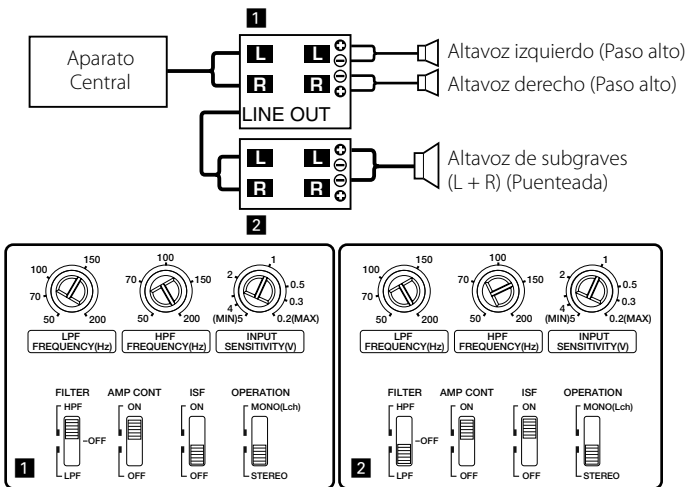 1
Aparato
Central
L L ⊕
⊖
R R ⊖
⊕
LINE OUT
Altavoz izquierdo (Paso alto)
Altavoz derecho (Paso alto)
L L ⊕
⊖
R R ⊖
⊕
Altavoz de subgraves
(L + R) (Puenteada)
2
50 70 100 150 200
LPF
FREQUENCY(Hz)
50 70 100 150 200
HPF
FREQUENCY(Hz)
(MIN)5 4 2 1 0.5 0.3 0.2(MAX)
INPUT
SENSITIVITY(V)
FILTER AMP CONT ISF OPERATION
HPF ON ON MONO(Lch)
-OFF
LPF OFF OFF STEREO
1
50 70 100 150 200
LPF
FREQUENCY(Hz)
50 70 100 150 200
HPF
FREQUENCY(Hz)
(MIN)5 4 2 1 0.5 0.3 0.2(MAX)
INPUT
SENSITIVITY(V)
FILTER AMP CONT ISF OPERATION
HPF ON ON MONO(Lch)
-OFF
LPF OFF OFF STEREO
2